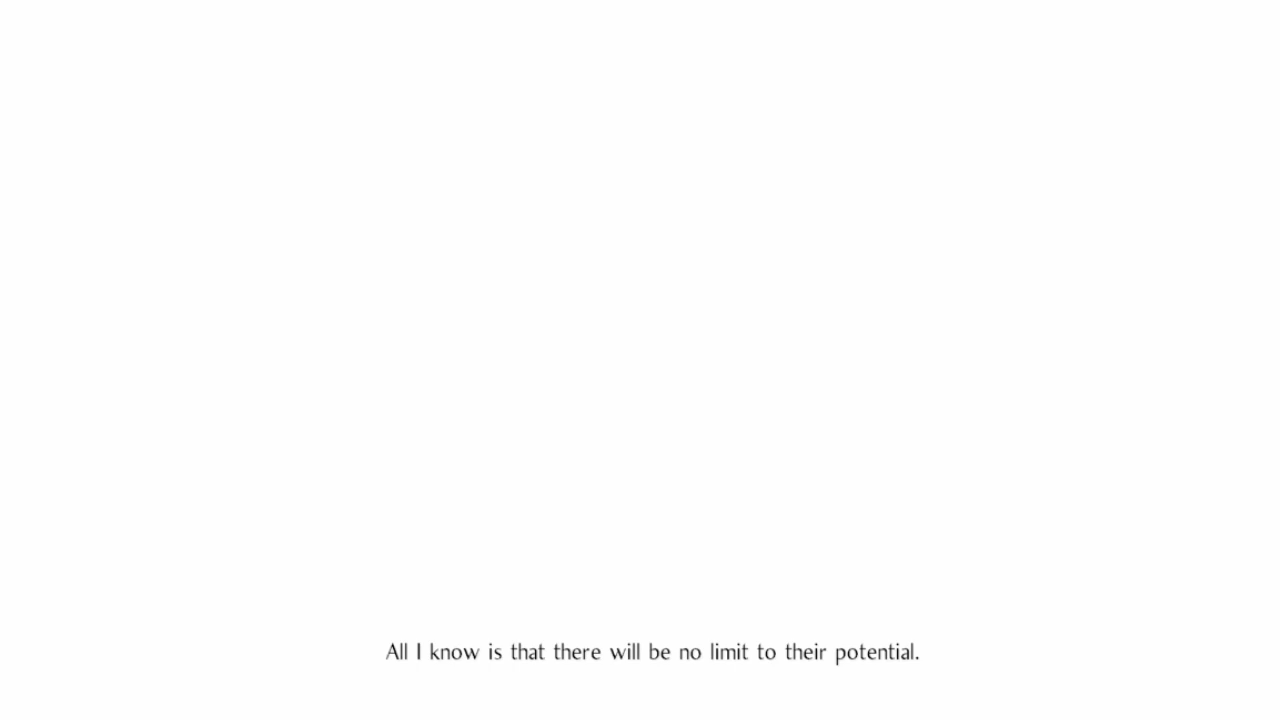 All I know is that there will be no limit to their potential.